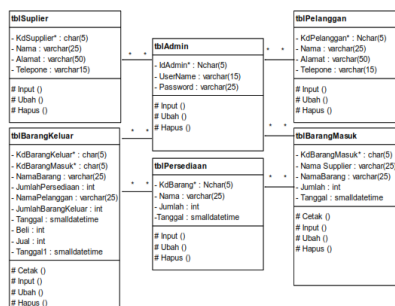 tblSuplier
- KdSupplier* : char(5)
- Nama : varchar(25)
- Alamat : varchar(50)
- Telepone : varchar15)
# Input ()
# Ubah ()
# Hapus ()
* *
tblAdmin
- IdAdmin* : Nchar(5)
- UserName : varchar(15)
- Password : varchar(25)
# Input ()
# Ubah ()
# Hapus ()
* *
tblPelanggan
- KdPelanggan* : Nchar(5)
- Nama : varchar(25)
- Alamat : varchar(50)
- Telepone : varchar(15)
# Input ()
# Ubah ()
# Hapus ()
tblBarangKeluar
- KdBarangKeluar* : char(5)
- KdBarangMasuk* : char(5)
- NamaBarang : varchar(25)
- JumlahPersediaan : int
- NamaPelanggan : varchar(25)
- JumlahBarangKeluar : int
- Tanggal : smalldatetime
- Beli : int
- Jual : int
- Tanggal1 : smalldatetime
# Cetak ()
# Input ()
# Ubah ()
# Hapus ()
* *
* *
tblPersediaan
- KdBarang* : Nchar(5)
- Nama : varchar(25)
- Jumlah : int
-Tanggal : smalldatetime
# Input ()
# Ubah ()
# Hapus ()
* *
* *
tblBarangMasuk
- KdBarangMasuk* : char(5)
- Nama Supplier : varchar(25)
- NamaBarang : varchar(25)
- Jumlah : int
- Tanggal : smalldatetime
# Cetak ()
# Input ()
# Ubah ()
# Hapus ()